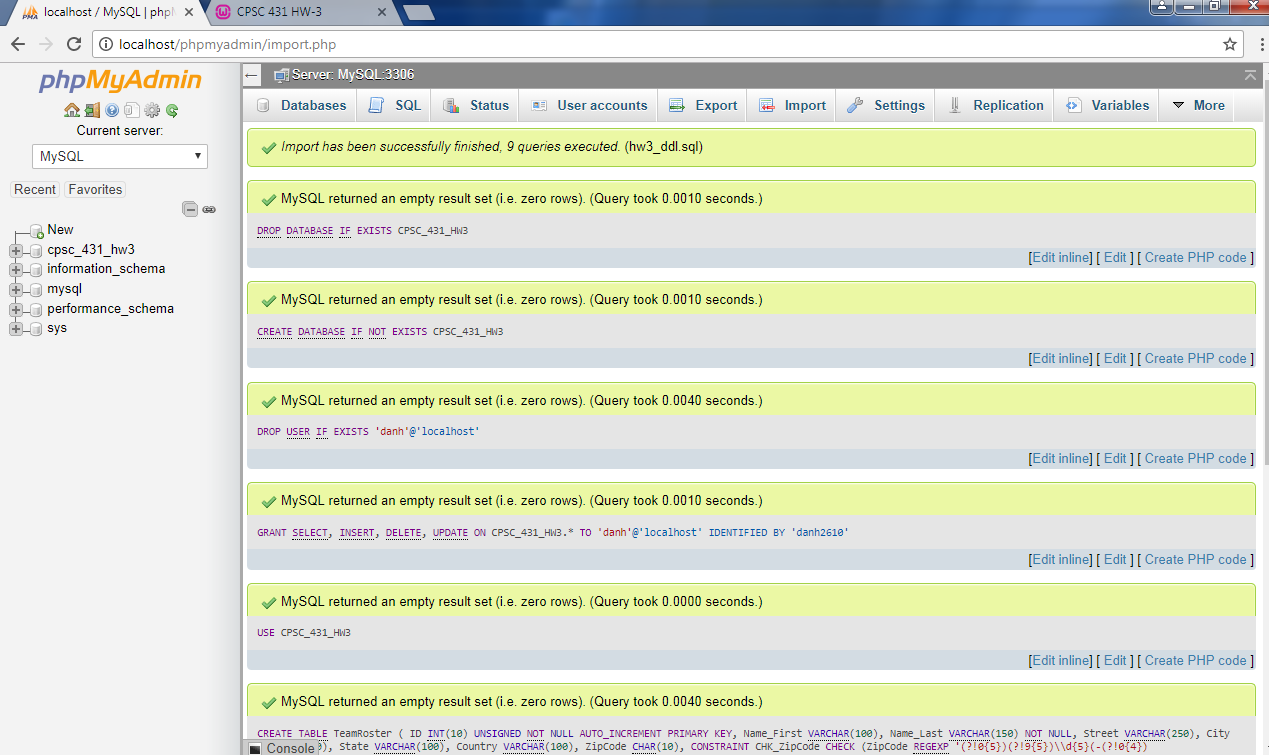 localhost / MySQL | phpM
CPSC 431 HW-3
localhost/phpmyadmin/import.php
phpMyAdmin
Current server:
MySQL
Recent Favorites
New
cpsc_431_hw3
information_schema
mysql
performance_schema
sys
Server: MySQL:3306
Databases SQL Status User accounts Export Import Settings Replication Variables More
Import has been successfully finished, 9 queries executed. (hw3_ddl.sql)
MySQL returned an empty result set (i.e. zero rows). (Query took 0.0010 seconds.)
DROP DATABASE IF EXISTS CPSC_431_HW3
[Edit inline] [ Edit ] [ Create PHP code ]
MySQL returned an empty result set (i.e. zero rows). (Query took 0.0010 seconds.)
CREATE DATABASE IF NOT EXISTS CPSC_431_HW3
[Edit inline] [ Edit ] [ Create PHP code ]
MySQL returned an empty result set (i.e. zero rows). (Query took 0.0040 seconds.)
DROP USER IF EXISTS 'danh'@'localhost'
[Edit inline] [ Edit ] [ Create PHP code ]
MySQL returned an empty result set (i.e. zero rows). (Query took 0.0010 seconds.)
GRANT SELECT, INSERT, DELETE, UPDATE ON CPSC_431_HW3.* TO 'danh'@'localhost' IDENTIFIED BY 'danh2610'
[Edit inline] [ Edit ] [ Create PHP code ]
MySQL returned an empty result set (i.e. zero rows). (Query took 0.0000 seconds.)
USE CPSC_431_HW3
[Edit inline] [ Edit ] [ Create PHP code ]
MySQL returned an empty result set (i.e. zero rows). (Query took 0.0040 seconds.)
CREATE TABLE TeamRoster ( ID INT(10) UNSIGNED NOT NULL AUTO_INCREMENT PRIMARY KEY, Name_First VARCHAR(100), Name_Last VARCHAR(150) NOT NULL, Street VARCHAR(250), City
), State VARCHAR(100), Country VARCHAR(100), ZipCode CHAR(10), CONSTRAINT CHK_ZipCode CHECK (ZipCode REGEXP '(?!0{5})(?!9{5})\\d{5}(-(?!0{4})
Console